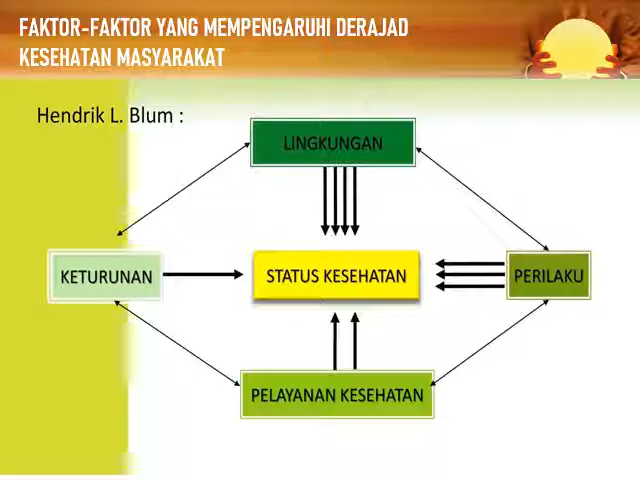 FAKTOR-FAKTOR YANG MEMPENGARUHI DERAJAD
KESEHATAN MASYARAKAT
Hendrik L. Blum :
LINGKUNGAN
KETURUNAN
STATUS KESEHATAN
PERILAKU
PELAYANAN KESEHATAN